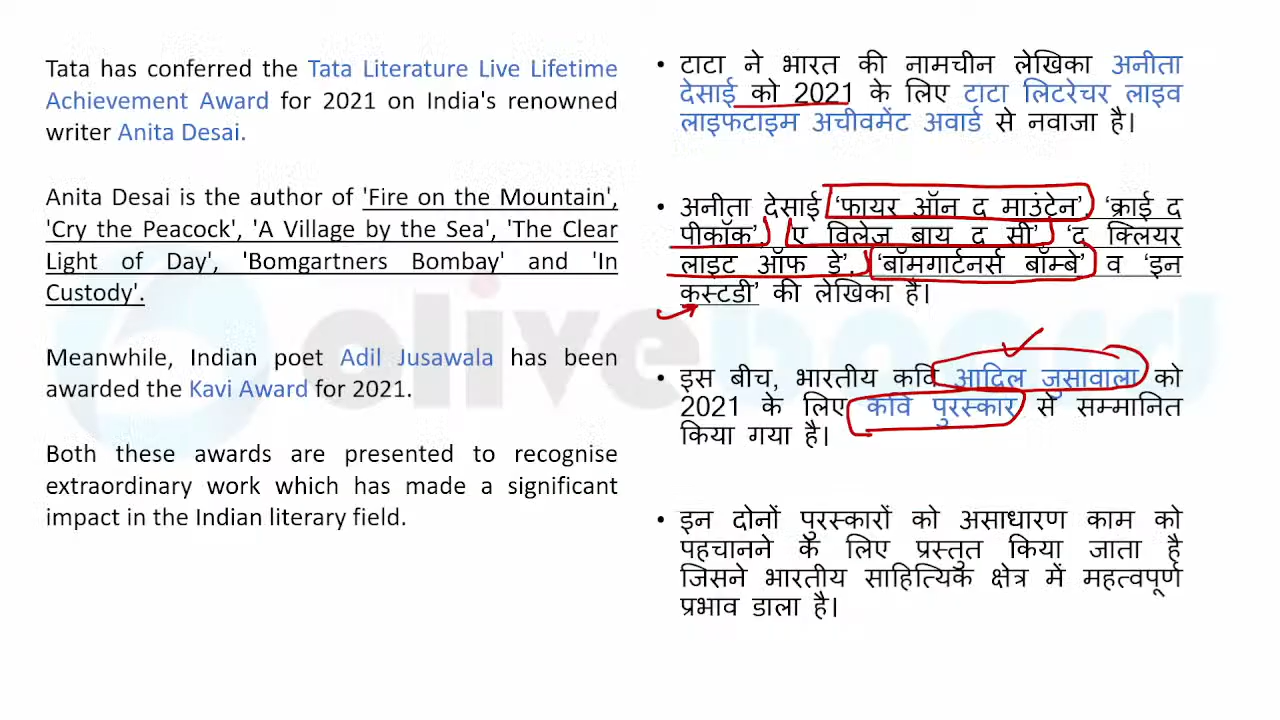 Tata has conferred the Tata Literature Live Lifetime
Achievement Award for 2021 on India's renowned
writer Anita Desai.
Anita Desai is the author of 'Fire on the Mountain',
'Cry the Peacock', 'A Village by the Sea', 'The Clear
Light of Day', 'Bomgartners Bombay' and 'In
Custody'.
Meanwhile, Indian poet Adil Jusawala has been
awarded the Kavi Award for 2021.
Both these awards are presented to recognise
extraordinary work which has made a significant
impact in the Indian literary field.
• टाटा ने भारत की नामचीन लेखिका अनीता
देसाई को 2021 के लिए टाटा लिटरेचर लाइव
लाइफटाइम अचीवमेंट अवार्ड से नवाजा है।
• अनीता देसाई ‘फायर ऑन द माउंटेन’, ‘क्राई द
पीकॉक’, ‘ए विलेज बाय द सी’, ‘द क्लियर
लाइट ऑफ डे’, ‘बॉमगार्टनर्स बॉम्बे’ व ‘इन
कस्टडी’ की लेखिका हैं।
• इस बीच, भारतीय कवि आदिल जुसावाला को
2021 के लिए कवि पुरस्कार से सम्मानित
किया गया है।
• इन दोनों पुरस्कारों को असाधारण काम को
पहचानने के लिए प्रस्तुत किया जाता है
जिसने भारतीय साहित्यिक क्षेत्र में महत्वपूर्ण
प्रभाव डाला है।
oliveboard